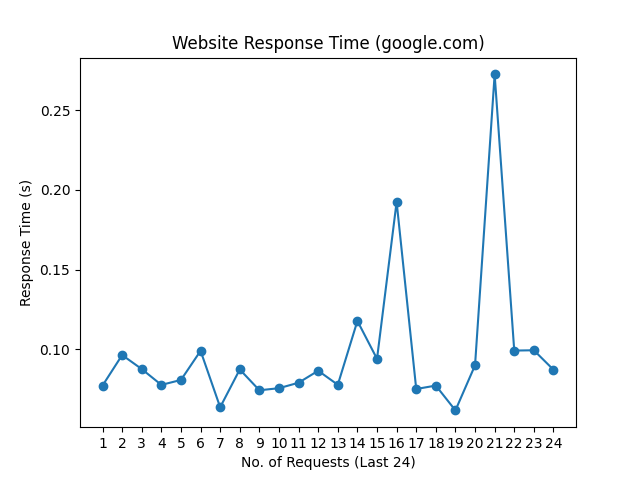 Website Response Time (google.com)
0.25
0.20
0.15
0.10
Response Time (s)
1 2 3 4 5 6 7 8 9 10 11 12 13 14 15 16 17 18 19 20 21 22 23 24
No. of Requests (Last 24)